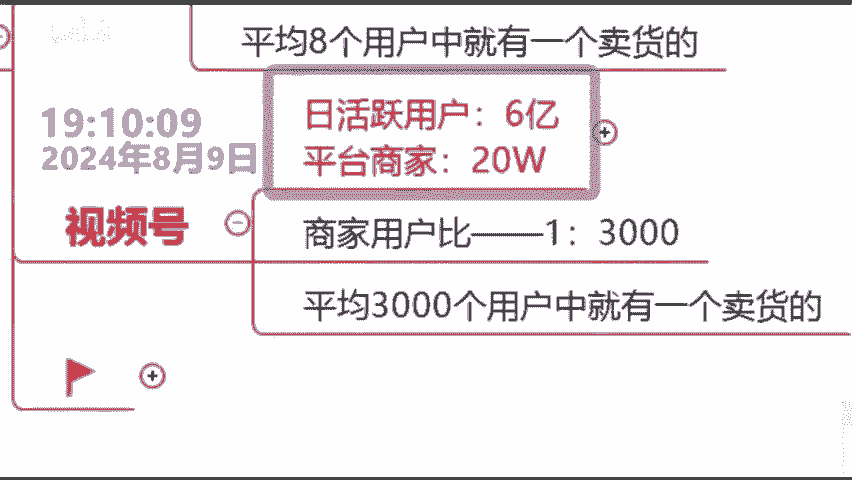 平均8个用户中就有一个卖货的
19:10:09
2024年8月9日
日活跃用户：6亿
平台商家：20W
视频号
商家用户比——1：3000
平均3000个用户中就有一个卖货的